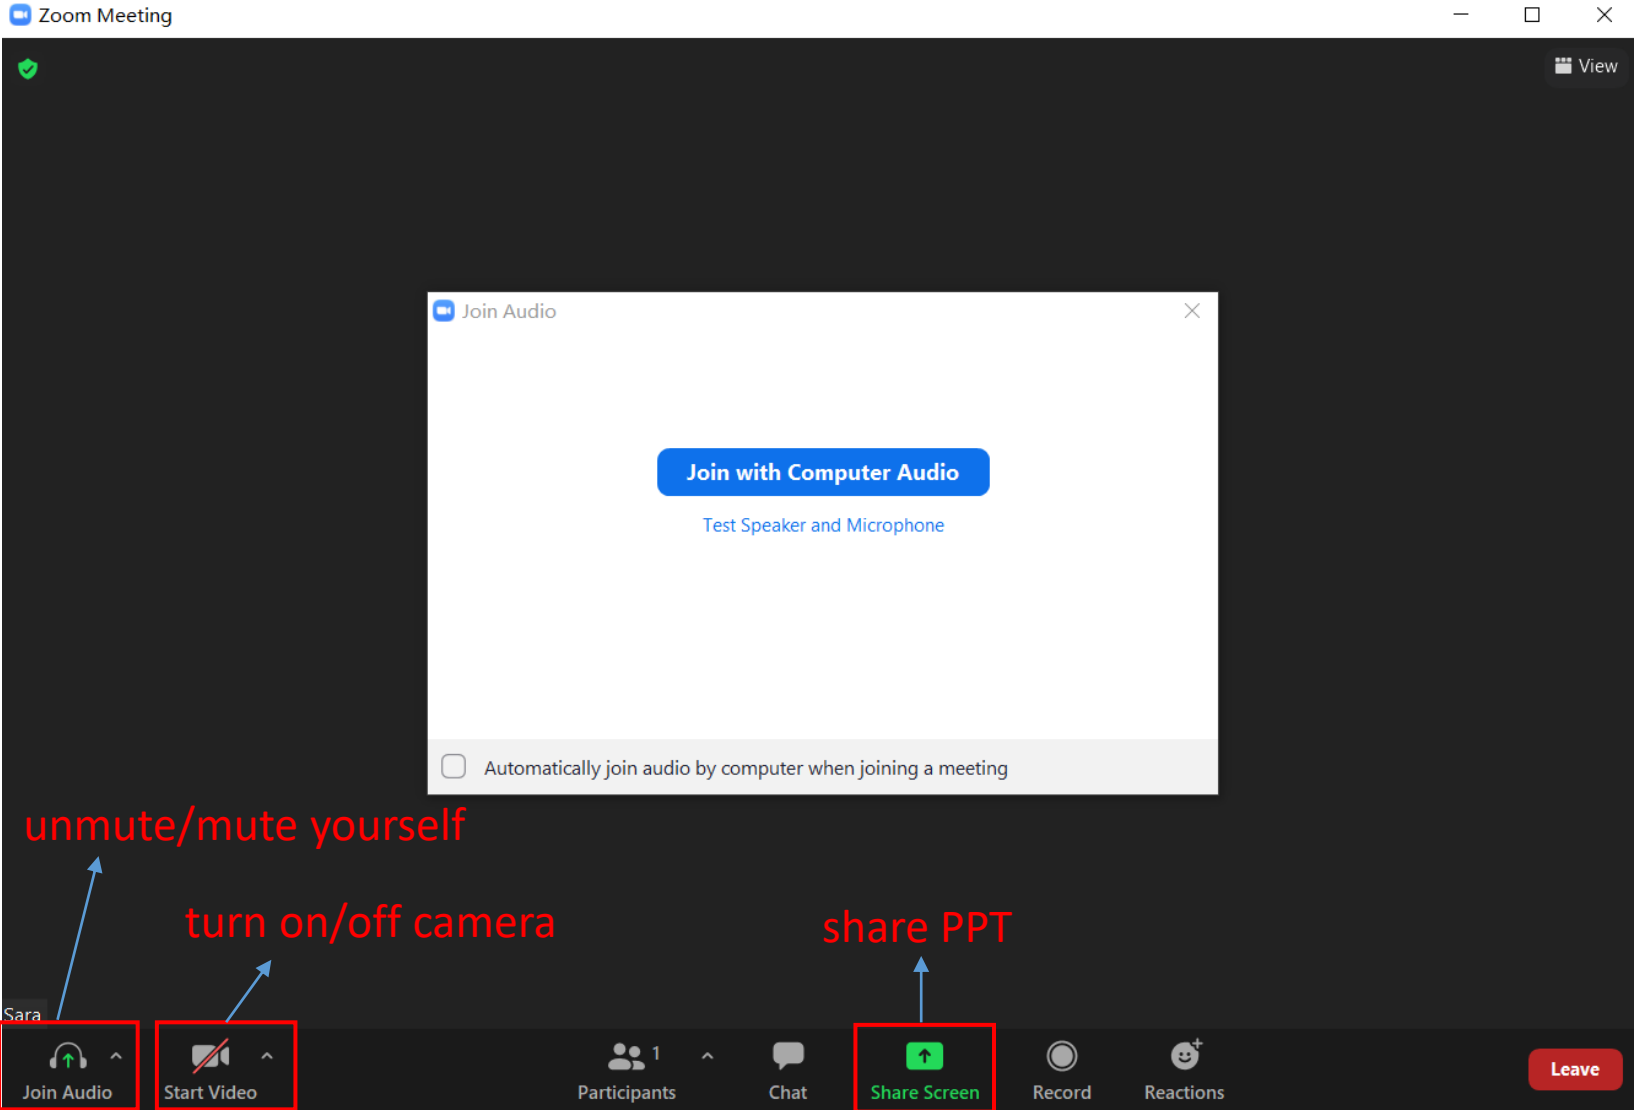 Zoom Meeting
View
Join Audio
Join with Computer Audio
Test Speaker and Microphone
Automatically join audio by computer when joining a meeting
unmute/mute yourself
turn on/off camera
share PPT
Sara
1
Join Audio
Start Video
Participants
Chat
Share Screen
Record
Reactions
Leave